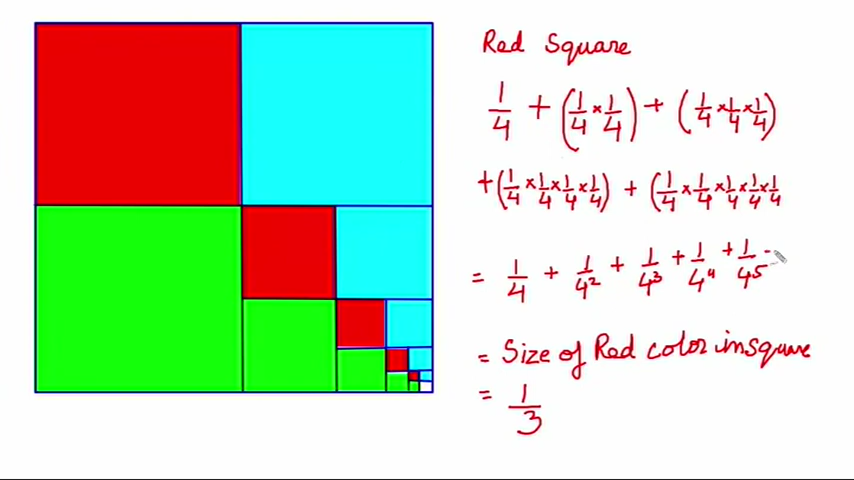 Red Square
1/4 + (1/4 × 1/4) + (1/4 × 1/4 × 1/4)
+ (1/4 × 1/4 × 1/4 × 1/4) + (1/4 × 1/4 × 1/4 × 1/4 × 1/4
= 1/4 + 1/4² + 1/4³ + 1/4⁴ + 1/4⁵ -
= Size of Red color in square
= 1/3